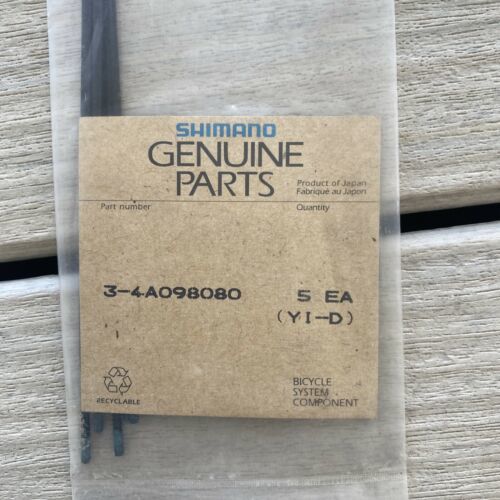 SHIMANO
GENUINE
PARTS
Product of Japan
Fabriqué au Japon
Part number
Quantity
3-4A098080
5 EA
(YI-D)
RECYCLABLE
BICYCLE
SYSTEM
COMPONENT